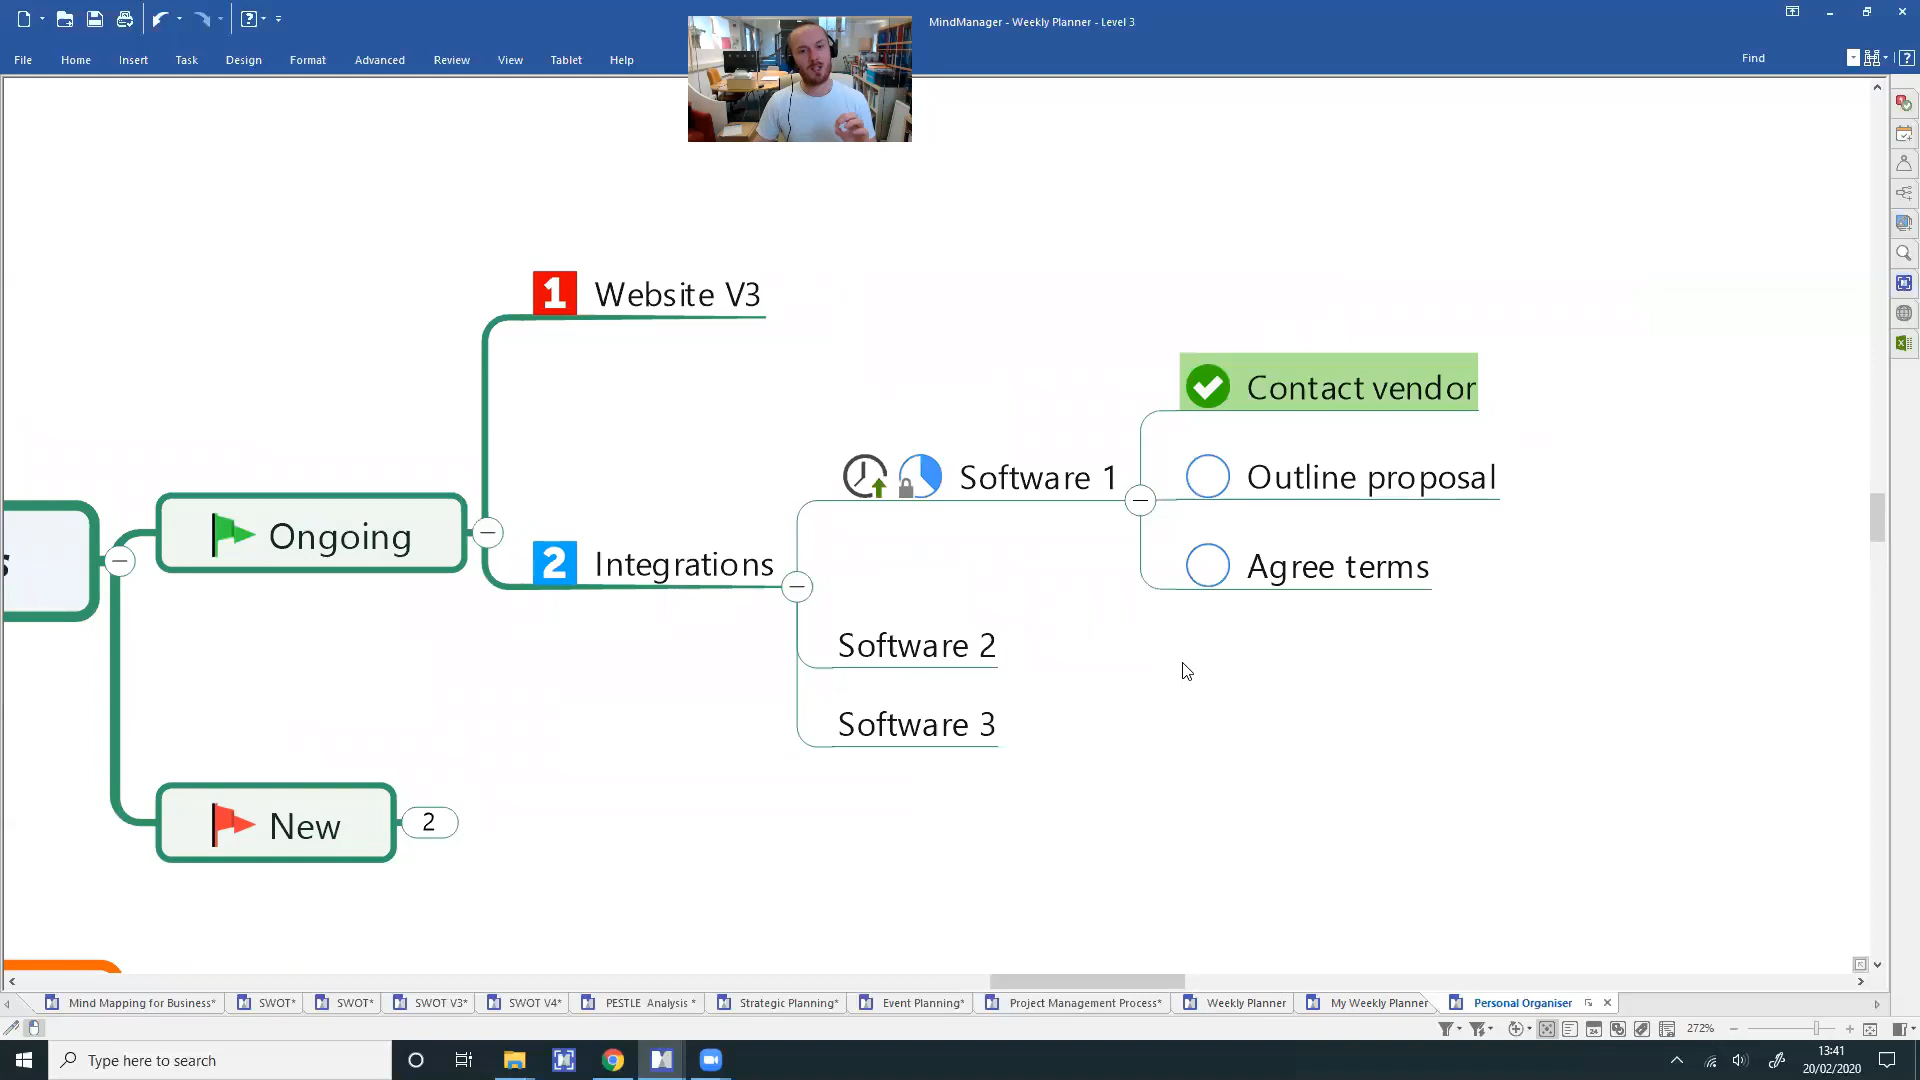 MindManager - Weekly Planner - Level 3
File Home Insert Task Design Format Advanced Review View Tablet Help Find
1 Website V3
Contact vendor
Software 1
Outline proposal
Ongoing
2 Integrations
Agree terms
Software 2
Software 3
New 2
Mind Mapping for Business* SWOT* SWOT* SWOT V3* SWOT V4* PESTLE Analysis * Strategic Planning* Event Planning* Project Management Process* Weekly Planner My Weekly Planner Personal Organiser
272%
Type here to search
13:41
20/02/2020